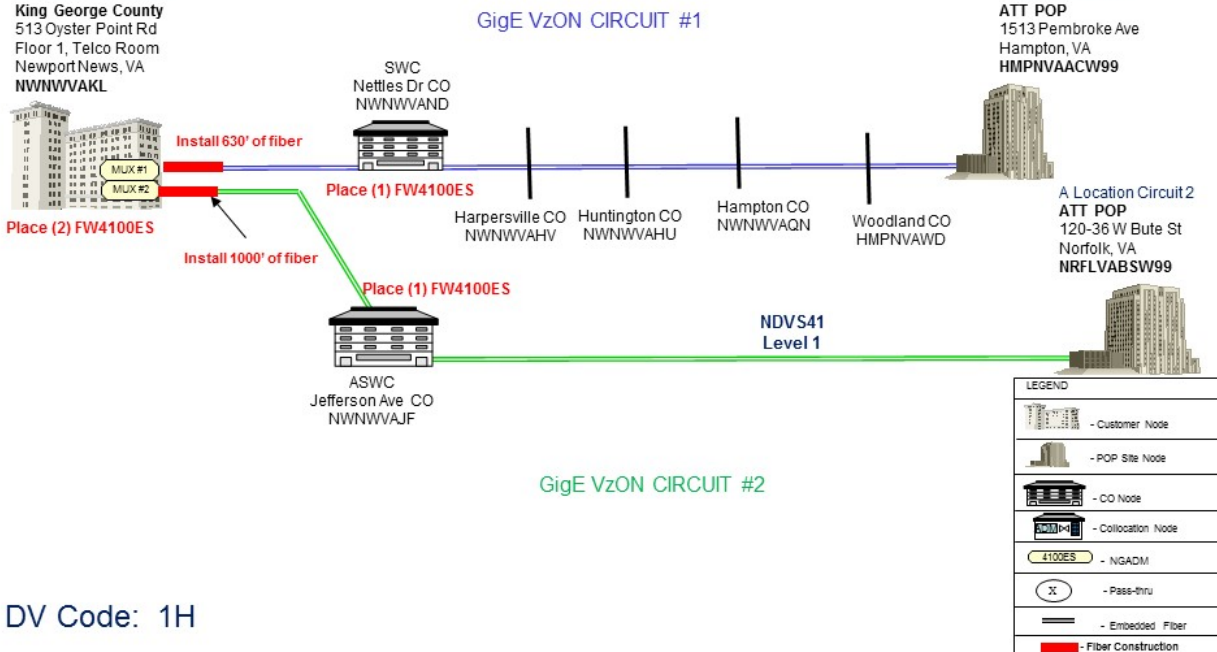 King George County
513 Oyster Point Rd
Floor 1, Telco Room
Newport News, VA
NWNWVAKL
GigE VzON CIRCUIT #1
ATT POP
1513 Pembroke Ave
Hampton, VA
HMPNVAACW99
SWC
Nettles Dr CO
NWNWVAND
Install 630' of fiber
MUX #1
MUX #2
Place (1) FW4100ES
Place (2) FW4100ES
Harpersville CO
NWNWVAHV
Huntington CO
NWNWVAHU
Hampton CO
NWNWVAQN
Woodland CO
HMPNVAWD
A Location Circuit 2
ATT POP
120-36 W Bute St
Norfolk, VA
NRFLVABSW99
Install 1000' of fiber
Place (1) FW4100ES
NDVS41
Level 1
ASWC
Jefferson Ave CO
NWNWVAJF
GigE VzON CIRCUIT #2
DV Code: 1H
LEGEND
- Customer Node
- POP Site Node
- CO Node
ADM
- Collocation Node
4100ES
- NGADM
X
- Pass-thru
- Embedded Fiber
- Fiber Construction